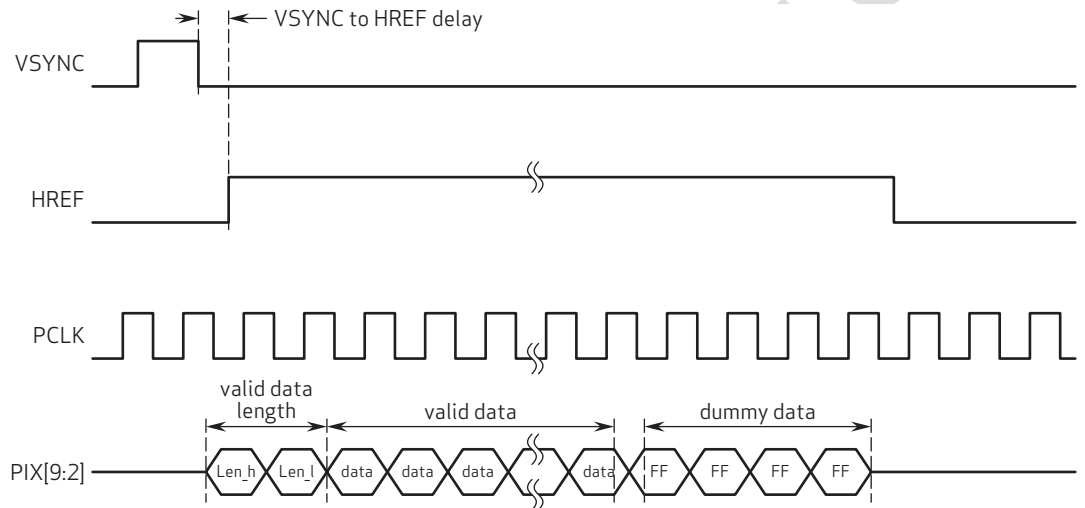 VSYNC to HREF delay
VSYNC
HREF
PCLK
valid data
length
valid data
dummy data
PIX[9:2]
Len_h
Len_l
data
data
data
data
FF
FF
FF
FF